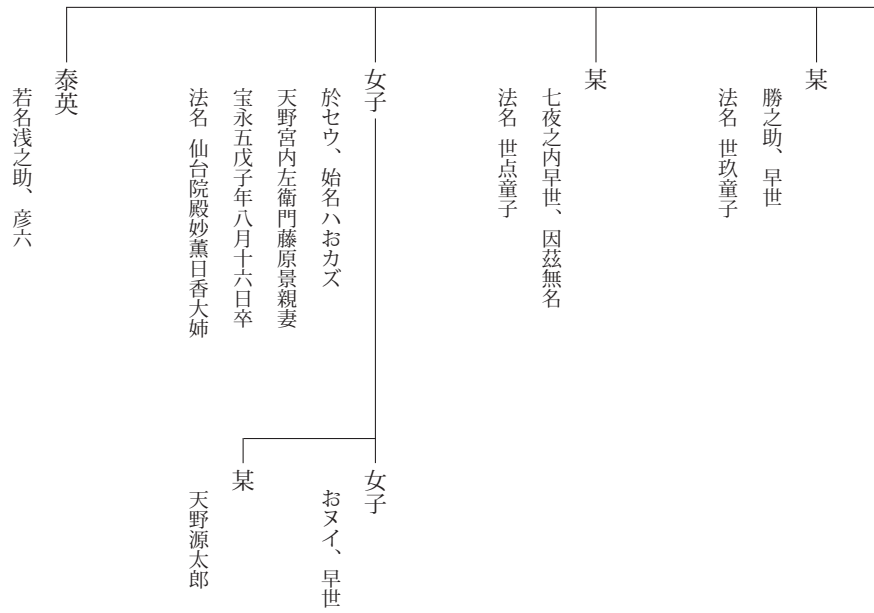 某
勝之助、早世
法名 世玖童子
某
七夜之内早世、因茲無名
法名 世点童子
女子
於セウ、始名ハおカズ
天野宮内左衛門藤原景親妻
宝永五戊子年八月十六日卒
法名 仙台院殿妙薫日香大姉
女子
おヌイ、早世
某
天野源太郎
泰英
若名浅之助、彦六